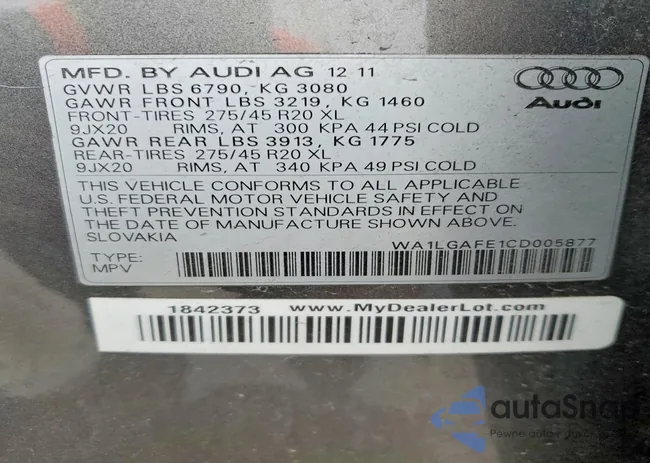 MFD. BY AUDI AG 12 11
GVWR LBS 6790, KG 3080
GAWR FRONT LBS 3219, KG 1460
FRONT-TIRES 275/45 R20 XL
9JX20 RIMS, AT 300 KPA 44 PSI COLD
GAWR REAR LBS 3913, KG 1775
REAR-TIRES 275/45 R20 XL
9JX20 RIMS, AT 340 KPA 49 PSI COLD
THIS VEHICLE CONFORMS TO ALL APPLICABLE
U.S. FEDERAL MOTOR VEHICLE SAFETY AND
THEFT PREVENTION STANDARDS IN EFFECT ON
THE DATE OF MANUFACTURE SHOWN ABOVE.
SLOVAKIA WA1LGAFE1CD005877
TYPE:
MPV
Audi
1842373 www.MyDealerLot.com
autaSnap
Pewne auto